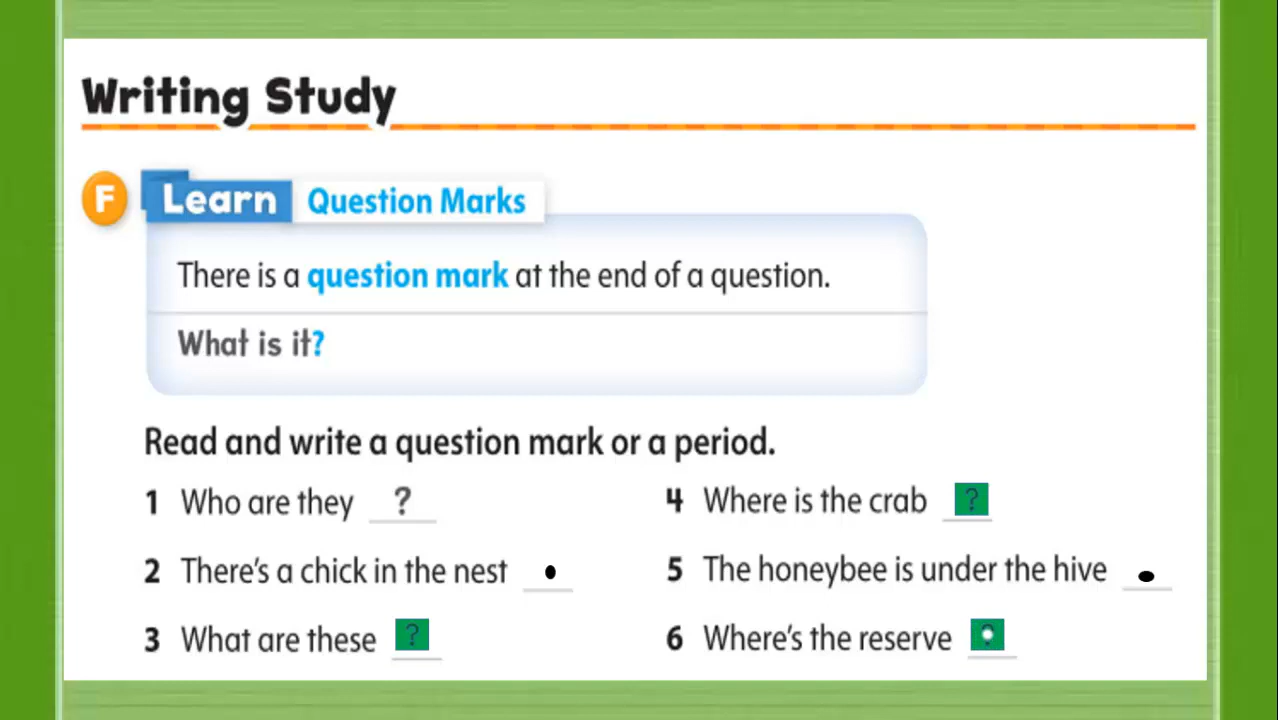 Writing Study
F Learn Question Marks
There is a question mark at the end of a question.
What is it?
Read and write a question mark or a period.
1 Who are they ?
2 There's a chick in the nest .
3 What are these ?
4 Where is the crab ?
5 The honeybee is under the hive .
6 Where's the reserve ?